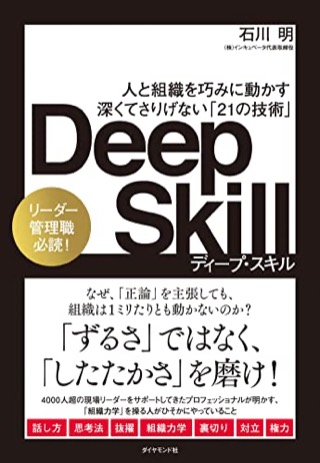 石川 明
(株)インキュベータ代表取締役
人と組織を巧みに動かす
深くてさりげない「21の技術」
Deep
Skill
ディープ・スキル
リーダー
管理職
必読！
なぜ、「正論」を主張しても、
組織は1ミリたりとも動かないのか？
「ずるさ」ではなく、
「したたかさ」を磨け！
4000人超の現場リーダーをサポートしてきたプロフェッショナルが明かす、
「組織力学」を操る人がひそかにやっていること
話し方 思考法 抜擢 組織力学 裏切り 対立 権力
ダイヤモンド社